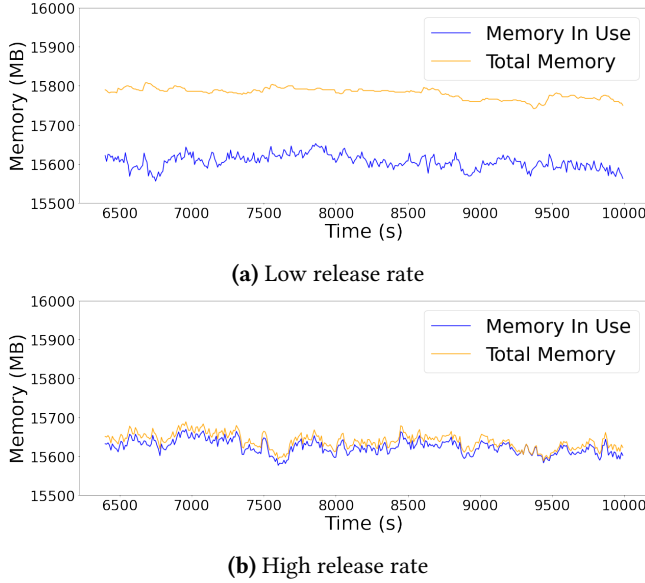 16000
15900
15800
15700
15600
15500
Memory (MB)
Memory In Use
Total Memory
6500 7000 7500 8000 8500 9000 9500 10000
Time (s)
(a) Low release rate
16000
15900
15800
15700
15600
15500
Memory (MB)
Memory In Use
Total Memory
6500 7000 7500 8000 8500 9000 9500 10000
Time (s)
(b) High release rate